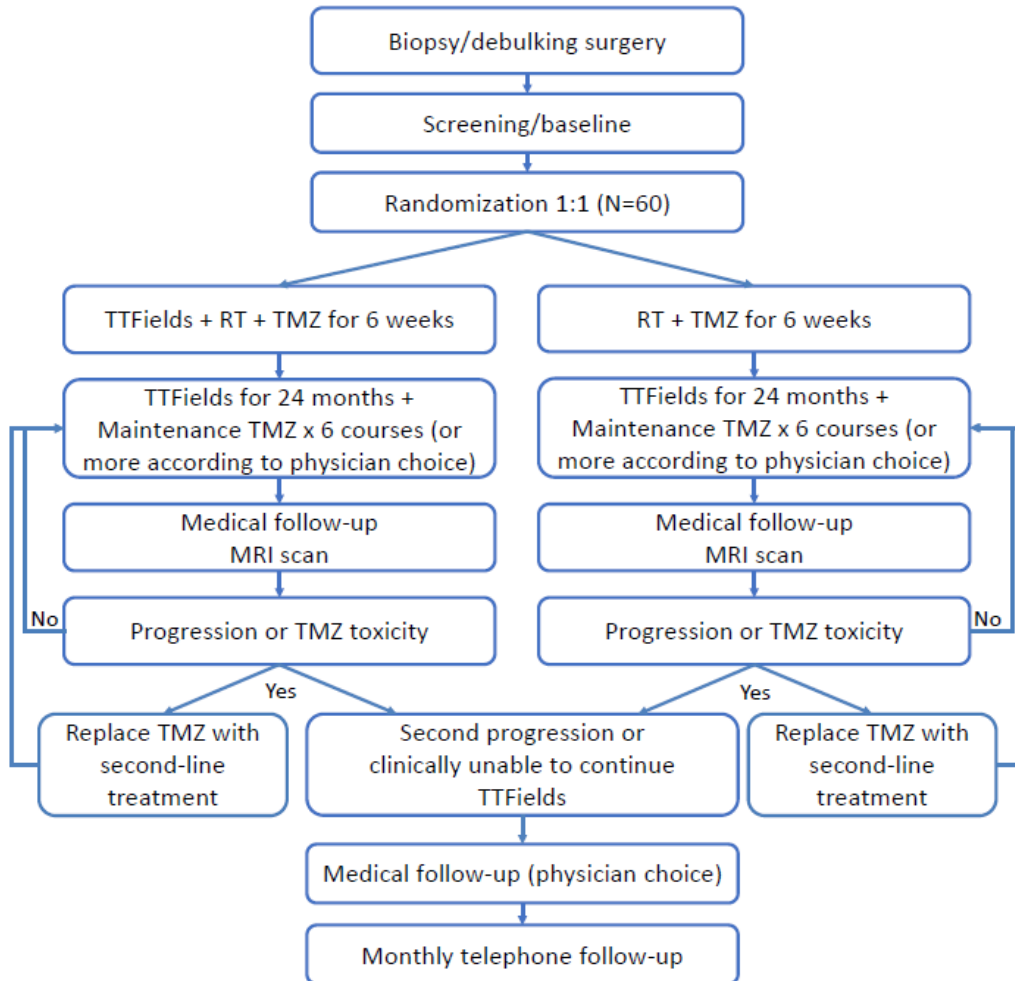 Biopsy/debulking surgery
Screening/baseline
Randomization 1:1 (N=60)
TTFields + RT + TMZ for 6 weeks
RT + TMZ for 6 weeks
TTFields for 24 months +
Maintenance TMZ x 6 courses (or
more according to physician choice)
TTFields for 24 months +
Maintenance TMZ x 6 courses (or
more according to physician choice)
Medical follow-up
MRI scan
Medical follow-up
MRI scan
No
Progression or TMZ toxicity
Progression or TMZ toxicity
No
Yes
Yes
Replace TMZ with
second-line
treatment
Second progression or
clinically unable to continue
TTFields
Replace TMZ with
second-line
treatment
Medical follow-up (physician choice)
Monthly telephone follow-up